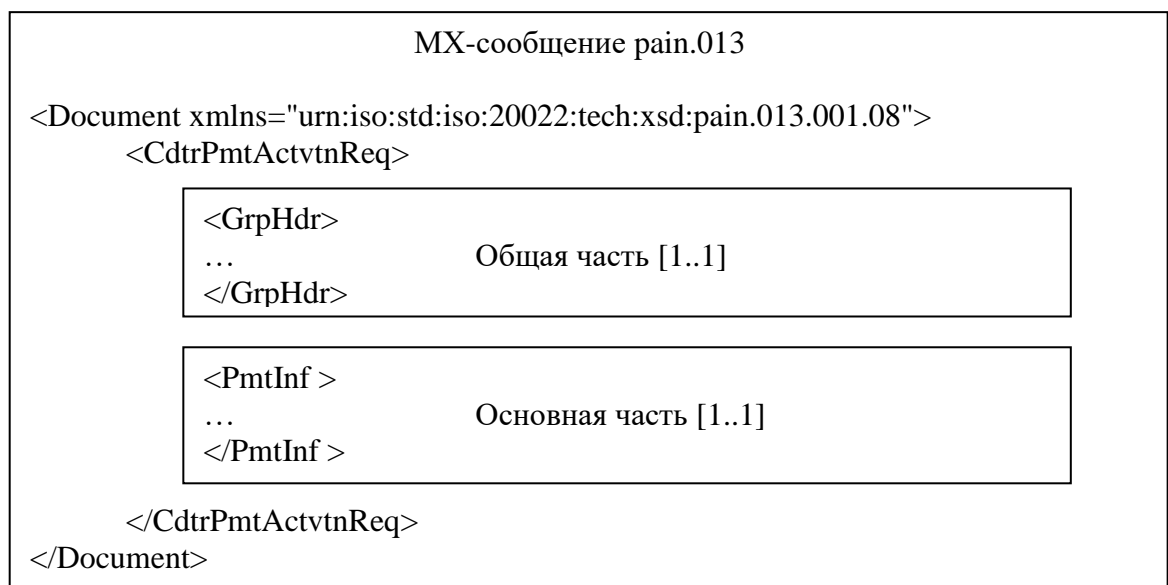 МХ-сообщение pain.013
<Document xmlns="urn:iso:std:iso:20022:tech:xsd:pain.013.001.08">
<CdtrPmtActvtnReq>
<GrpHdr>
… Общая часть [1..1]
</GrpHdr>
<PmtInf >
… Основная часть [1..1]
</PmtInf >
</CdtrPmtActvtnReq>
</Document>